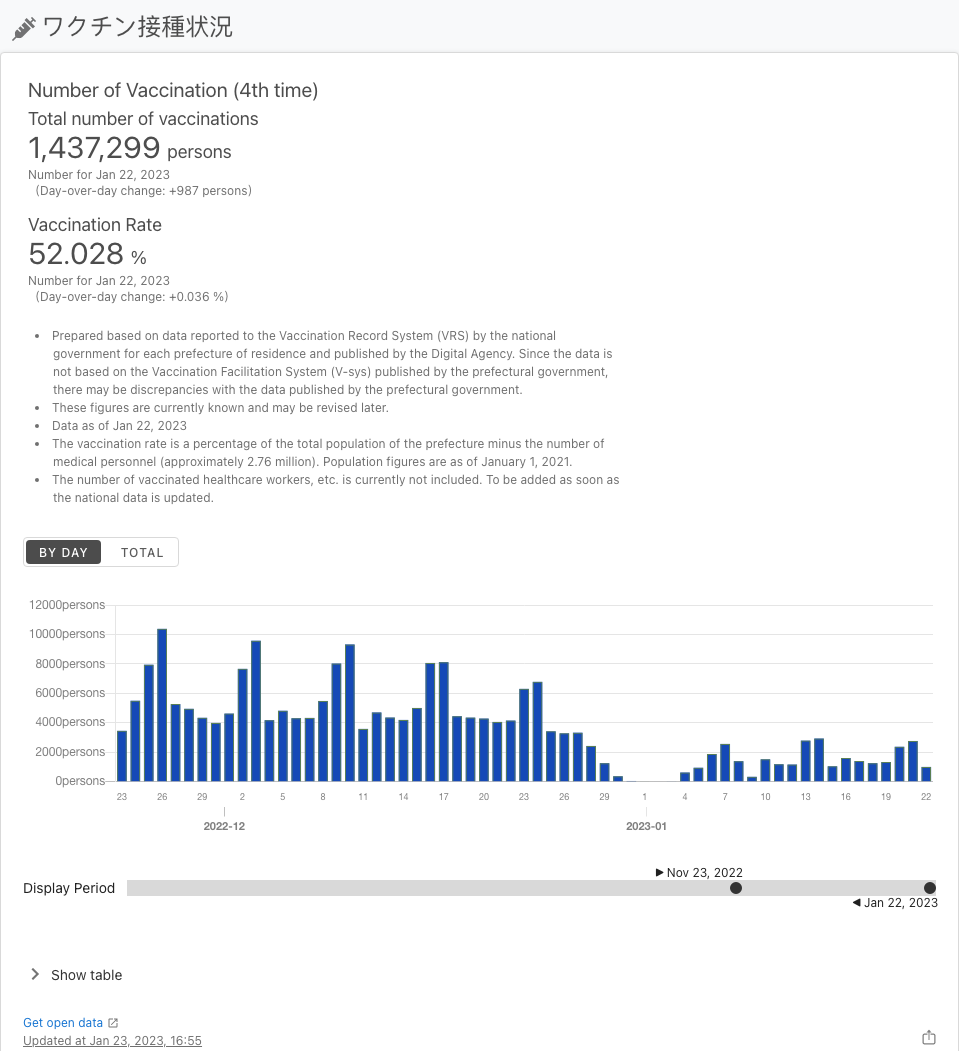 ワクチン接種状況
Number of Vaccination (4th time)
Total number of vaccinations
1,437,299 persons
Number for Jan 22, 2023
(Day-over-day change: +987 persons)
Vaccination Rate
52.028 %
Number for Jan 22, 2023
(Day-over-day change: +0.036 %)
• Prepared based on data reported to the Vaccination Record System (VRS) by the national
government for each prefecture of residence and published by the Digital Agency. Since the data is
not based on the Vaccination Facilitation System (V-sys) published by the prefectural government,
there may be discrepancies with the data published by the prefectural government.
• These figures are currently known and may be revised later.
• Data as of Jan 22, 2023
• The vaccination rate is a percentage of the total population of the prefecture minus the number of
medical personnel (approximately 2.76 million). Population figures are as of January 1, 2021.
• The number of vaccinated healthcare workers, etc. is currently not included. To be added as soon as
the national data is updated.
BY DAY TOTAL
12000persons
10000persons
8000persons
6000persons
4000persons
2000persons
0persons
23 26 29 2 5 8 11 14 17 20 23 26 29 1 4 7 10 13 16 19 22
2022-12 2023-01
▶ Nov 23, 2022
Display Period
◀ Jan 22, 2023
Show table
Get open data
Updated at Jan 23, 2023, 16:55